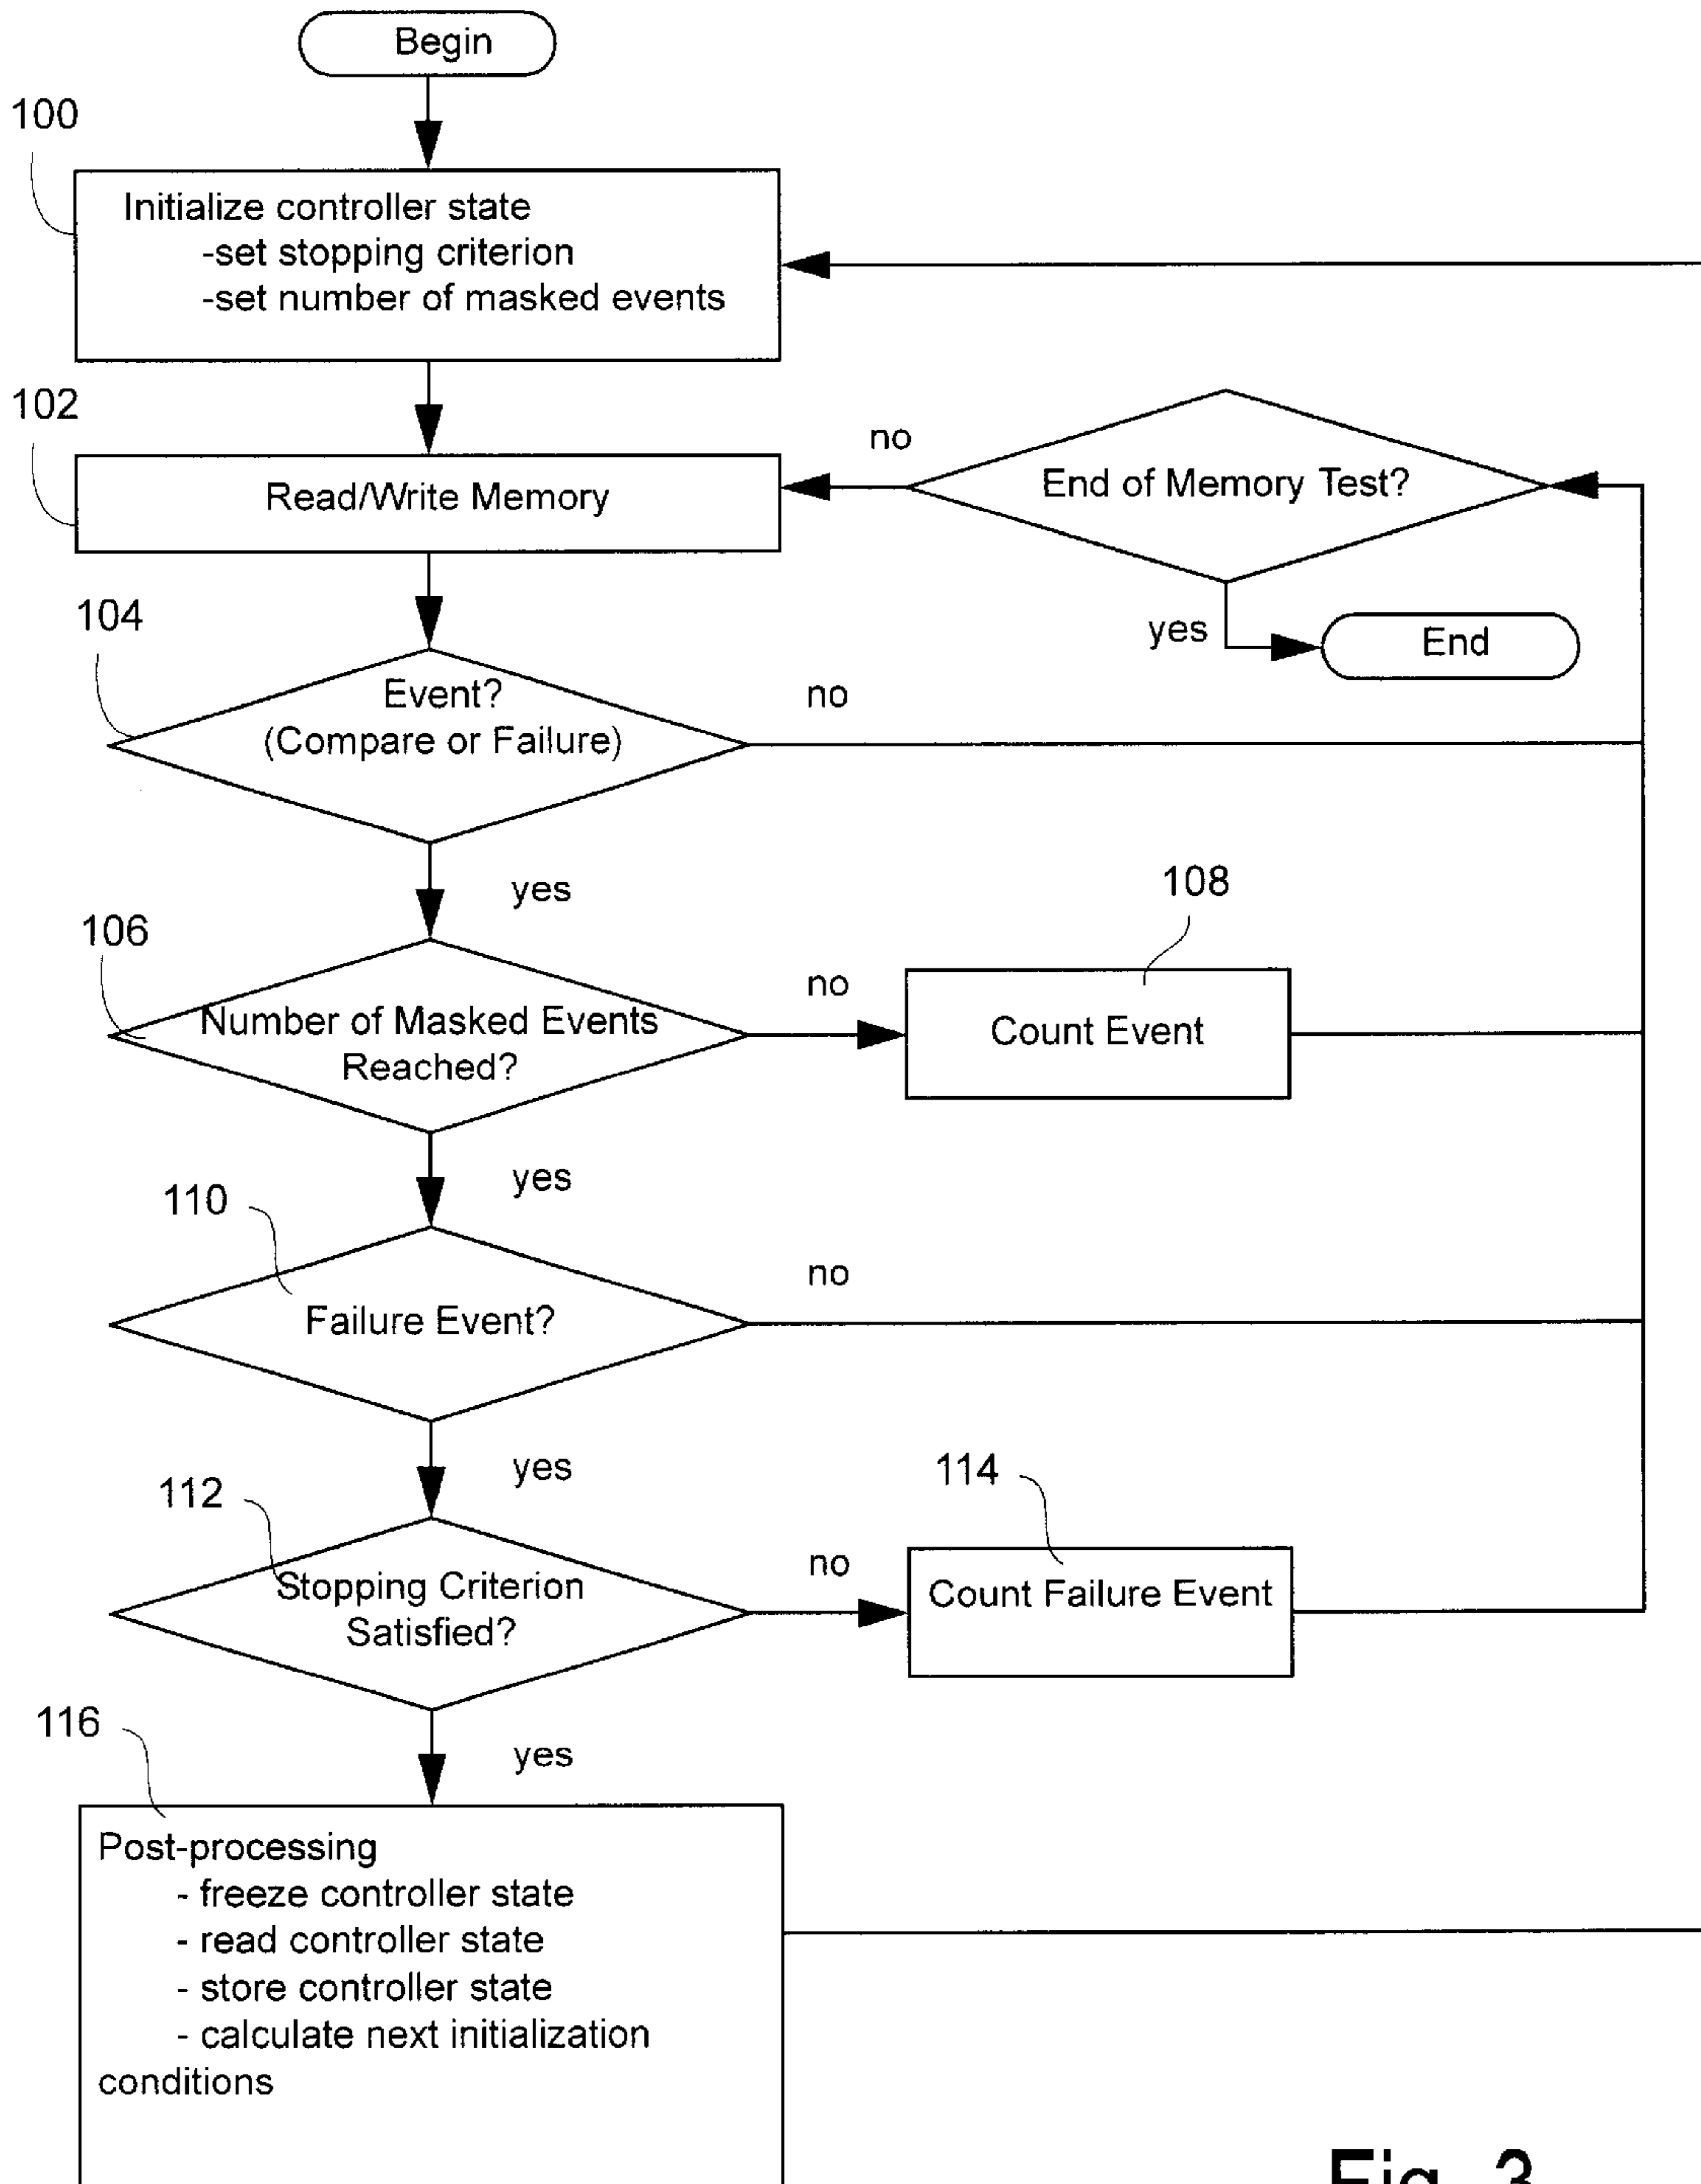 Begin
100
Initialize controller state
-set stopping criterion
-set number of masked events
102
no
Read/Write Memory
End of Memory Test?
104
yes
End
Event?
(Compare or Failure)
no
yes
108
106
no
Number of Masked Events
Reached?
Count Event
yes
110
no
Failure Event?
yes
114
112
no
Stopping Criterion
Satisfied?
Count Failure Event
116
yes
Post-processing
- freeze controller state
- read controller state
- store controller state
- calculate next initialization
conditions
Fig. 3